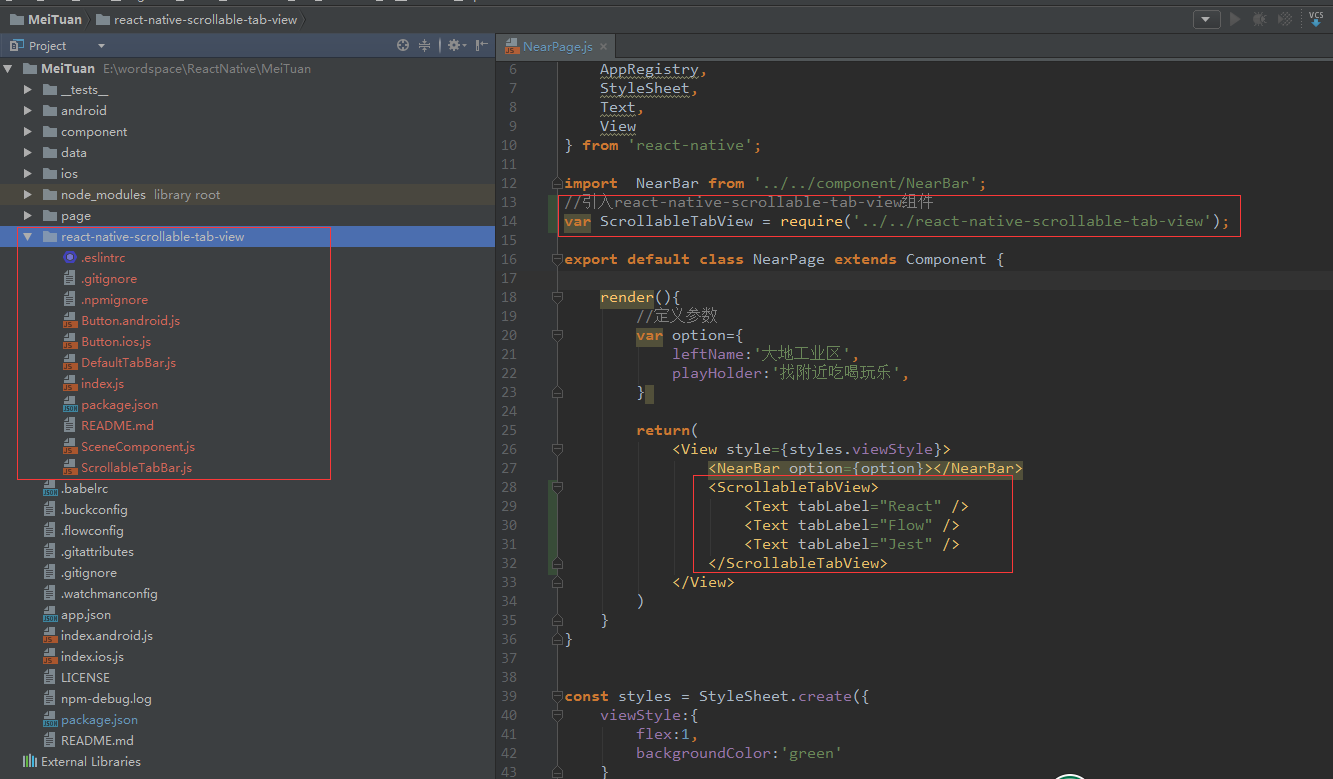 MeiTuan react-native-scrollable-tab-view
VCS
Project
NearPage.js
MeiTuan E:\wordspace\ReactNative\MeiTuan
__tests__
android
component
data
ios
node_modules library root
page
react-native-scrollable-tab-view
.eslintrc
.gitignore
.npmignore
Button.android.js
Button.ios.js
DefaultTabBar.js
index.js
package.json
README.md
SceneComponent.js
ScrollableTabBar.js
.babelrc
.buckconfig
.flowconfig
.gitattributes
.gitignore
.watchmanconfig
app.json
index.android.js
index.ios.js
LICENSE
npm-debug.log
package.json
README.md
External Libraries
6 AppRegistry,
7 StyleSheet,
8 Text,
9 View
10 } from 'react-native';
11
12 import  NearBar from '../../component/NearBar';
13 //引入react-native-scrollable-tab-view组件
14 var ScrollableTabView = require('../../react-native-scrollable-tab-view');
15
16 export default class NearPage extends Component {
17
18 render(){
19 //定义参数
20 var option={
21 leftName:'大地工业区',
22 playHolder:'找附近吃喝玩乐',
23 }
24
25 return(
26 <View style={styles.viewStyle}>
27 <NearBar option={option}></NearBar>
28 <ScrollableTabView>
29 <Text tabLabel="React" />
30 <Text tabLabel="Flow" />
31 <Text tabLabel="Jest" />
32 </ScrollableTabView>
33 </View>
34 )
35 }
36 }
37
38
39 const styles = StyleSheet.create({
40 viewStyle:{
41 flex:1,
42 backgroundColor:'green'
43 }